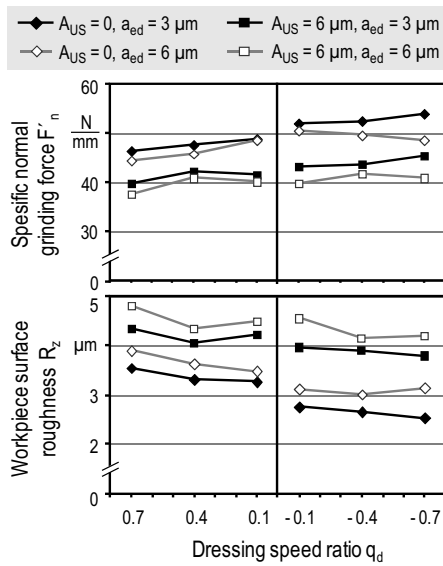 A_US = 0, a_ed = 3 µm
A_US = 6 µm, a_ed = 3 µm
A_US = 0, a_ed = 6 µm
A_US = 6 µm, a_ed = 6 µm
Spesific normal
grinding force F´n
60
N
mm
40
30
0
Workpiece surface
roughness Rz
5
µm
3
2
0
0.7 0.4 0.1 - 0.1 - 0.4 - 0.7
Dressing speed ratio q_d